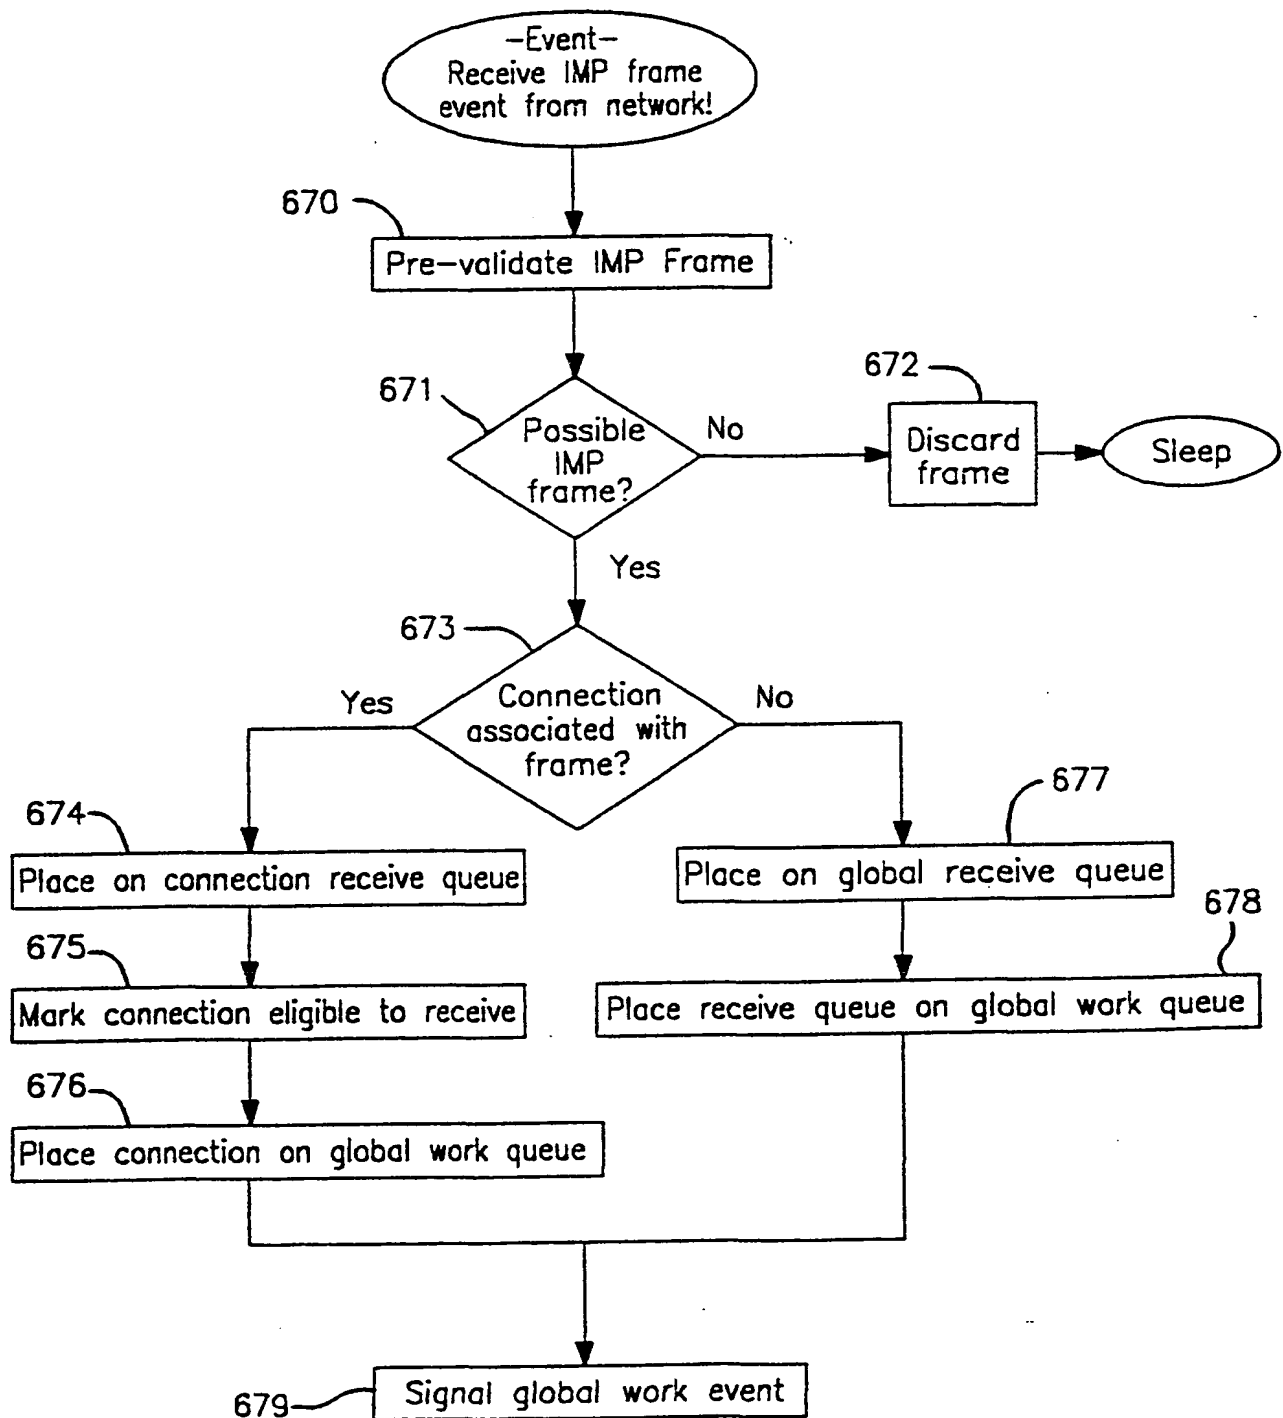 -Event-
Receive IMP frame
event from network!
670
Pre-validate IMP Frame
671
Possible
IMP
frame?
No
672
Discard
frame
Sleep
Yes
673
Connection
associated with
frame?
Yes
No
674
Place on connection receive queue
677
Place on global receive queue
675
Mark connection eligible to receive
678
Place receive queue on global work queue
676
Place connection on global work queue
679
Signal global work event